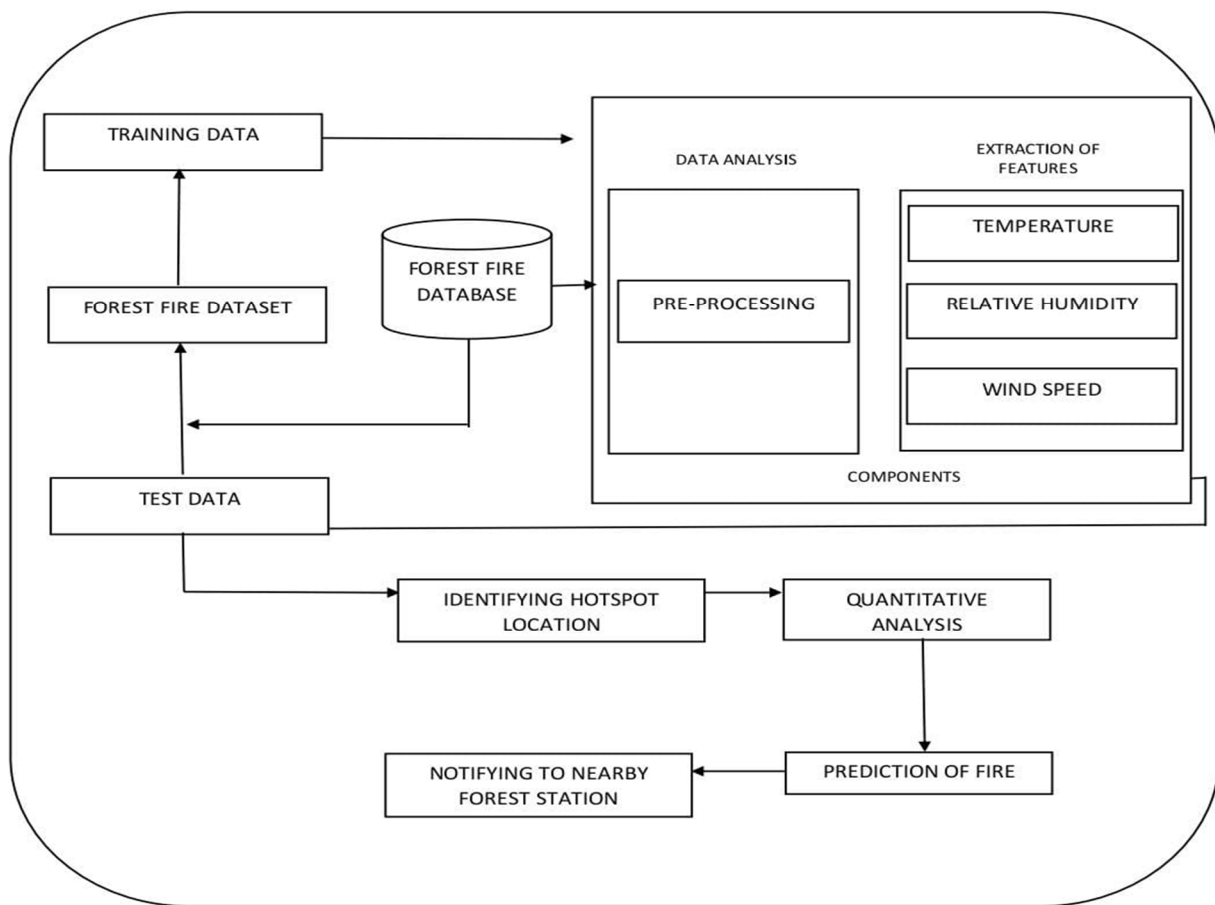 TRAINING DATA
DATA ANALYSIS
EXTRACTION OF
FEATURES
TEMPERATURE
FOREST FIRE
DATABASE
FOREST FIRE DATASET
PRE-PROCESSING
RELATIVE HUMIDITY
WIND SPEED
COMPONENTS
TEST DATA
IDENTIFYING HOTSPOT
LOCATION
QUANTITATIVE
ANALYSIS
PREDICTION OF FIRE
NOTIFYING TO NEARBY
FOREST STATION